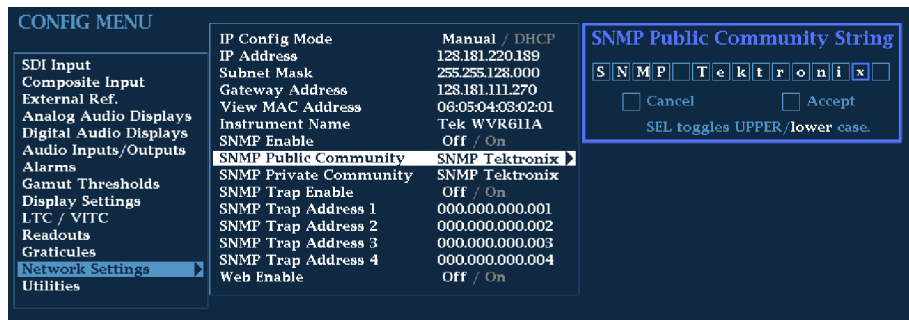 CONFIG MENU
SDI Input
Composite Input
External Ref.
Analog Audio Displays
Digital Audio Displays
Audio Inputs/Outputs
Alarms
Gamut Thresholds
Display Settings
LTC / VITC
Readouts
Graticules
Network Settings
Utilities
IP Config Mode Manual / DHCP
IP Address 128.181.220.189
Subnet Mask 255.255.128.000
Gateway Address 128.181.111.270
View MAC Address 06:05:04:03:02:01
Instrument Name Tek WVR611A
SNMP Enable Off / On
SNMP Public Community SNMP Tektronix
SNMP Private Community SNMP Tektronix
SNMP Trap Enable Off / On
SNMP Trap Address 1 000.000.000.001
SNMP Trap Address 2 000.000.000.002
SNMP Trap Address 3 000.000.000.003
SNMP Trap Address 4 000.000.000.004
Web Enable Off / On
SNMP Public Community String
SNMP Tektronix
Cancel Accept
SEL toggles UPPER/lower case.